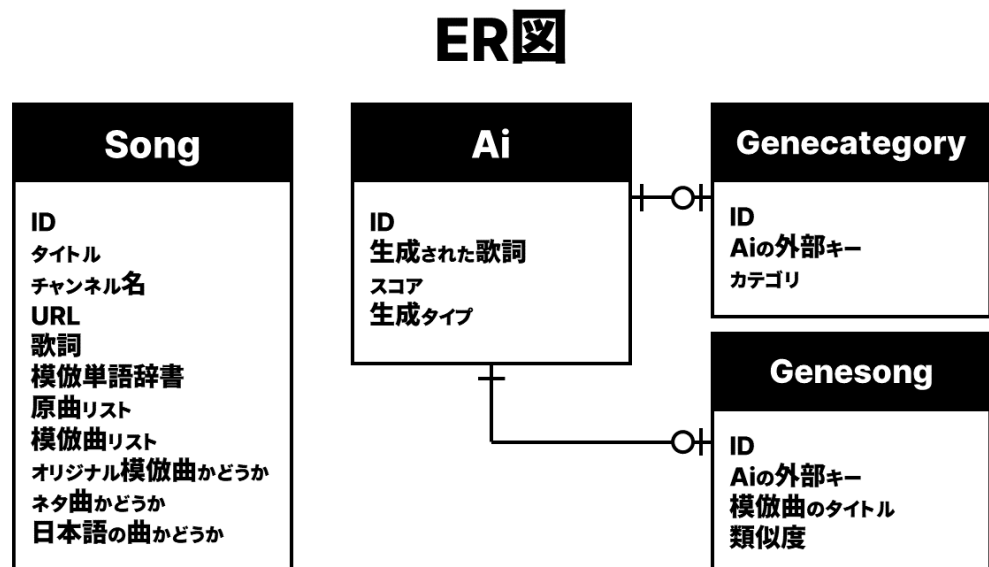 ER図
Song
ID
タイトル
チャンネル名
URL
歌詞
模倣単語辞書
原曲リスト
模倣曲リスト
オリジナル模倣曲かどうか
ネタ曲かどうか
日本語の曲かどうか
Ai
ID
生成された歌詞
スコア
生成タイプ
Genecategory
ID
Aiの外部キー
カテゴリ
Genesong
ID
Aiの外部キー
模倣曲のタイトル
類似度